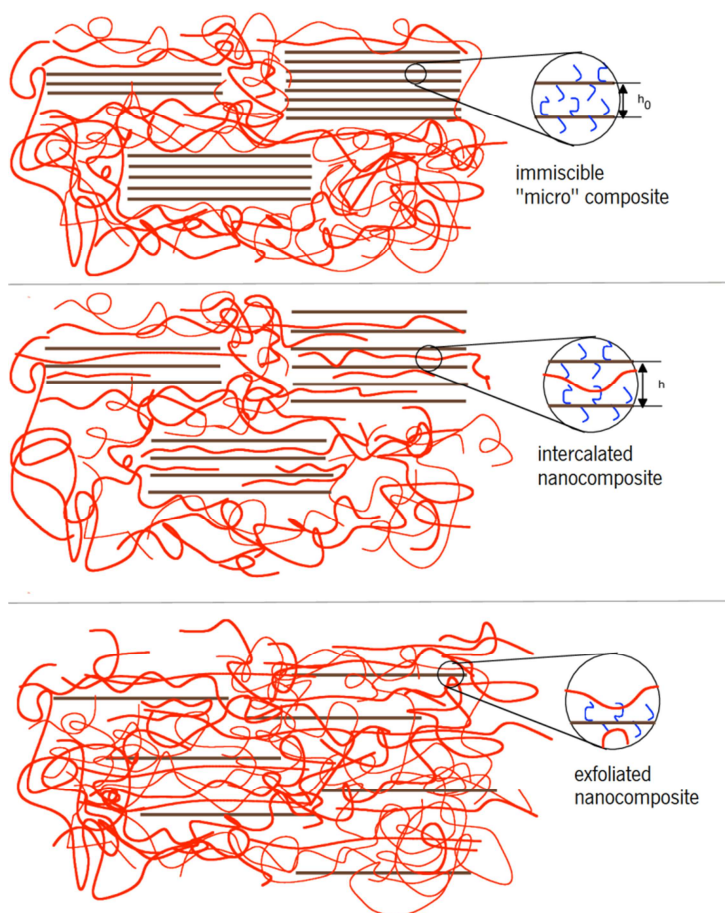 h0
immiscible
"micro" composite
h
intercalated
nanocomposite
exfoliated
nanocomposite